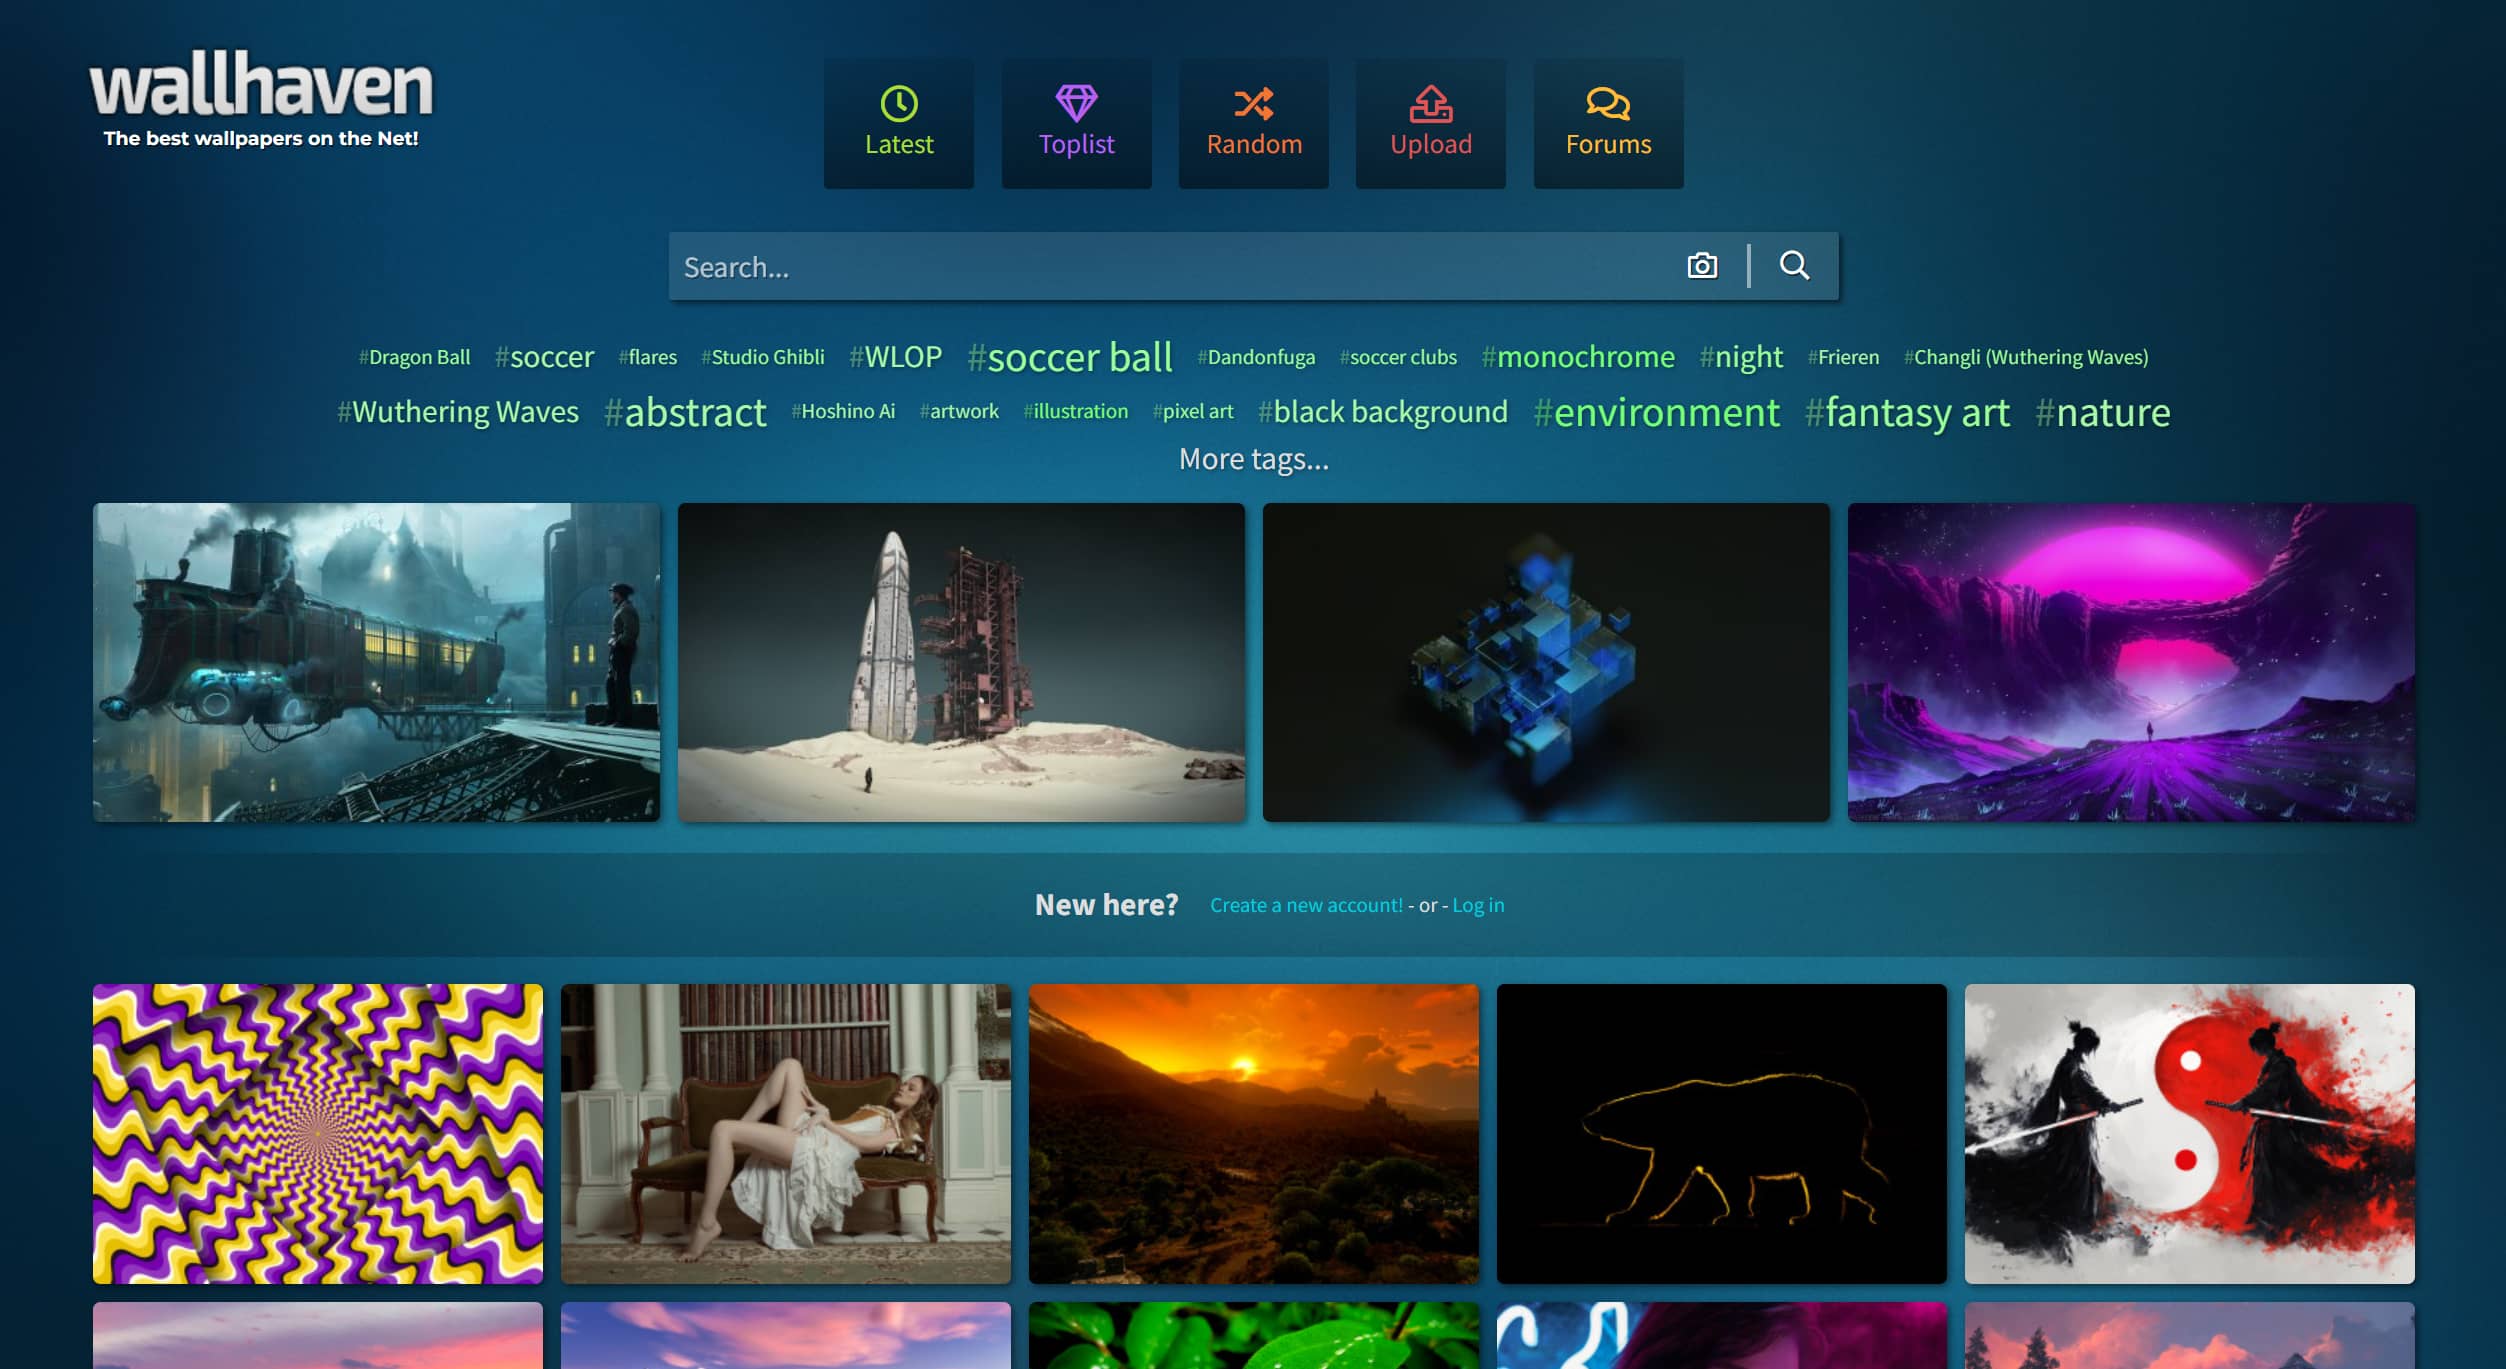 wallhaven
The best wallpapers on the Net!
Latest
Toplist
Random
Upload
Forums
Search...
#Dragon Ball #soccer #flares #Studio Ghibli #WLOP #soccer ball #Dandonfuga #soccer clubs #monochrome #night #Frieren #Changli (Wuthering Waves)
#Wuthering Waves #abstract #Hoshino Ai #artwork #illustration #pixel art #black background #environment #fantasy art #nature
More tags...
New here? Create a new account! - or - Log in